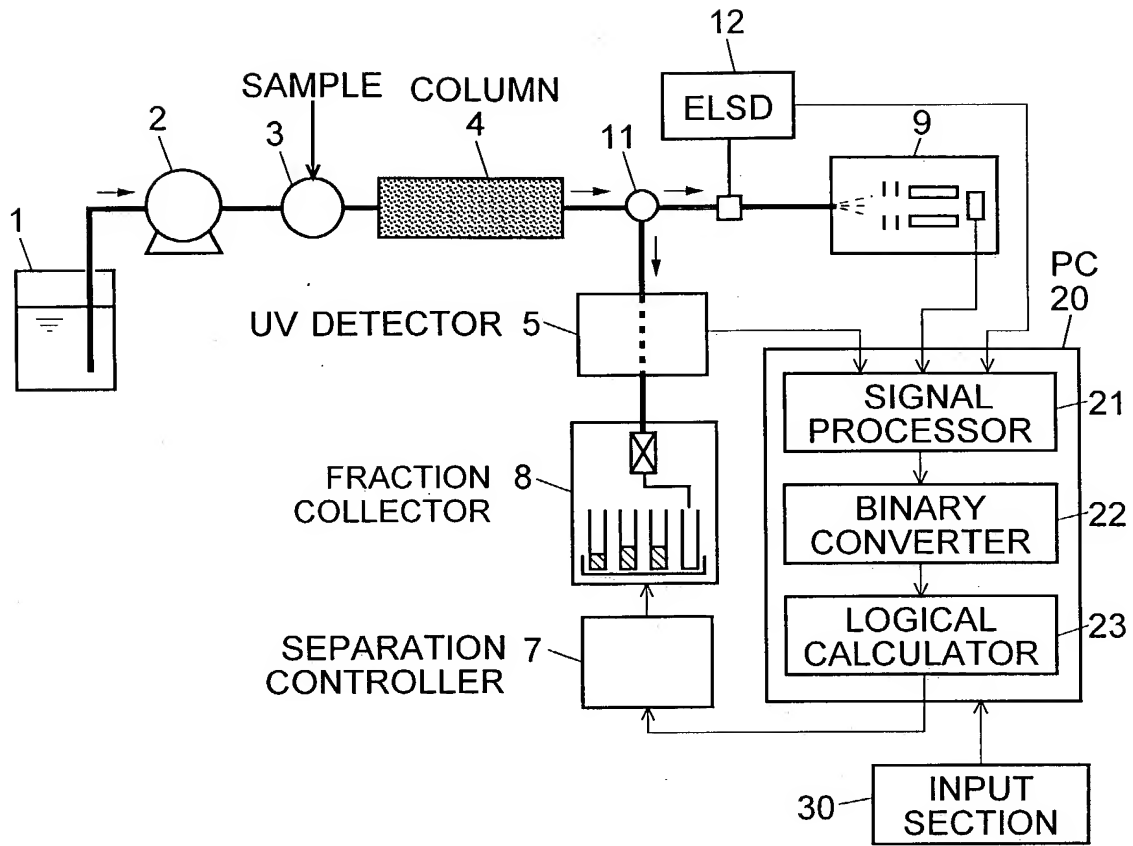 12
SAMPLE
COLUMN
ELSD
2
3
4
11
9
1
PC
20
UV DETECTOR 5
SIGNAL
PROCESSOR
21
FRACTION 8
COLLECTOR
BINARY
CONVERTER
22
LOGICAL
CALCULATOR
23
SEPARATION 7
CONTROLLER
30
INPUT
SECTION